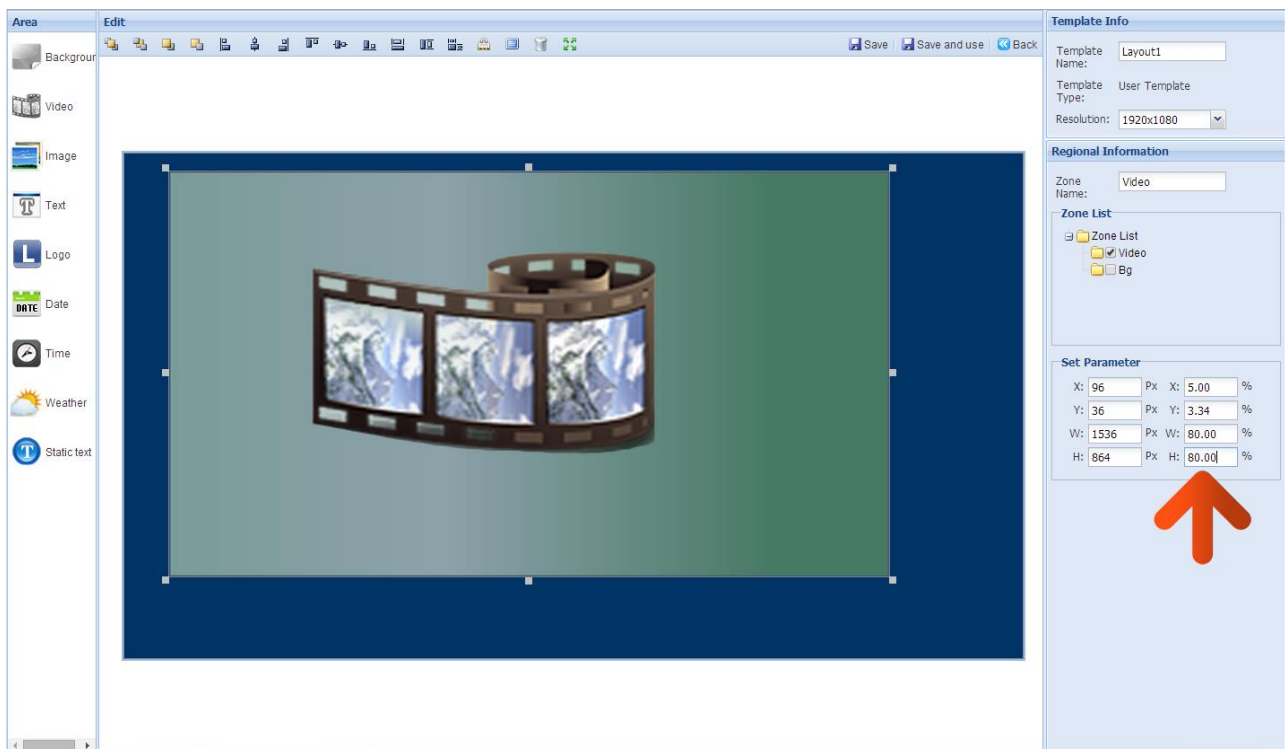 Area
Backgrour
Video
Image
Text
Logo
DATE Date
Time
Weather
Static text
Edit
Save Save and use Back
Template Info
Template Name: Layout1
Template Type: User Template
Resolution: 1920x1080
Regional Information
Zone Name: Video
Zone List
Zone List
Video
Bg
Set Parameter
X: 96 Px X: 5.00 %
Y: 36 Px Y: 3.34 %
W: 1536 Px W: 80.00 %
H: 864 Px H: 80.00 %